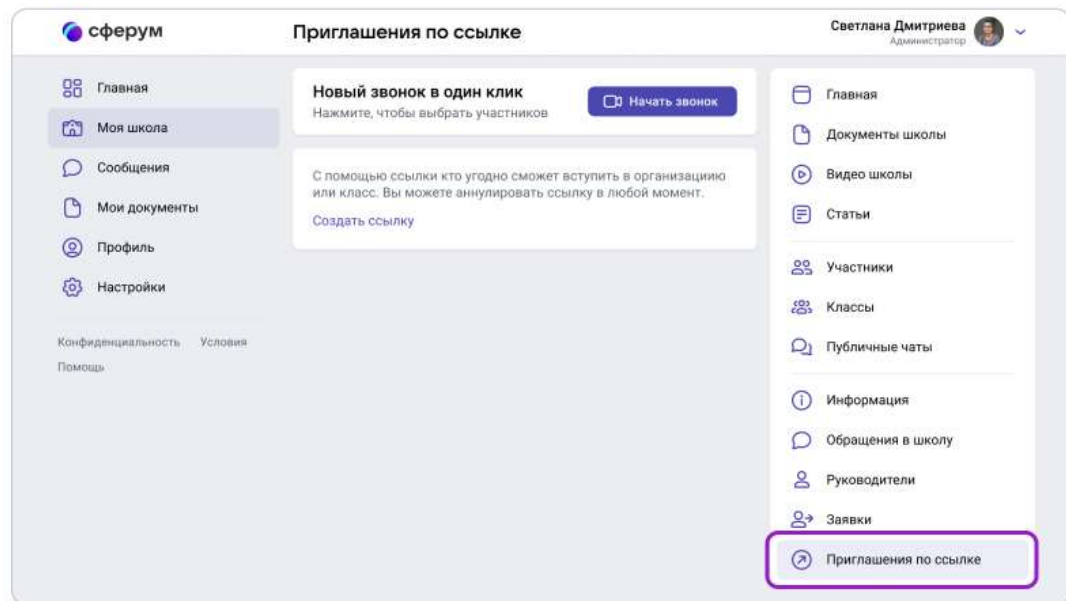 сферум
Приглашения по ссылке
Светлана Дмитриева
Администратор
Главная
Моя школа
Сообщения
Мои документы
Профиль
Настройки
Конфиденциальность Условия
Помощь
Новый звонок в один клик
Нажмите, чтобы выбрать участников
Начать звонок
С помощью ссылки кто угодно сможет вступить в организациию
или класс. Вы можете аннулировать ссылку в любой момент.
Создать ссылку
Главная
Документы школы
Видео школы
Статьи
Участники
Классы
Публичные чаты
Информация
Обращения в школу
Руководители
Заявки
Приглашения по ссылке